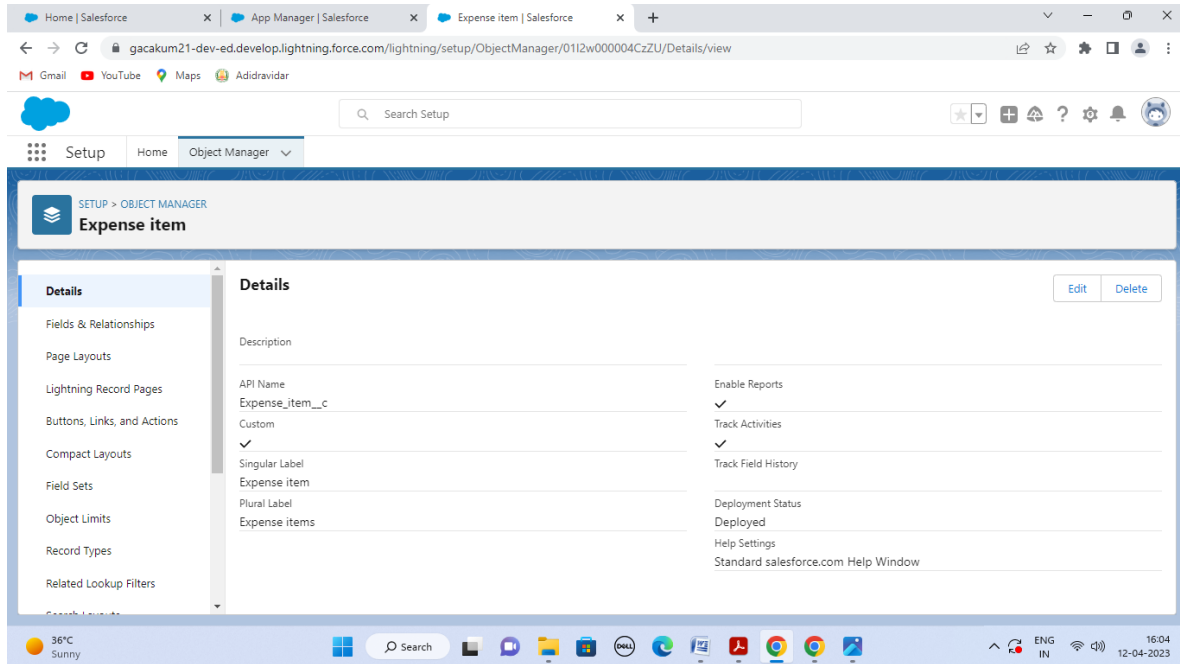 Home | Salesforce
App Manager | Salesforce
Expense item | Salesforce
gacakum21-dev-ed.develop.lightning.force.com/lightning/setup/ObjectManager/01I2w000004CzZU/Details/view
Gmail YouTube Maps Adidravidar
Search Setup
Setup Home Object Manager
SETUP > OBJECT MANAGER
Expense item
Details
Fields & Relationships
Page Layouts
Lightning Record Pages
Buttons, Links, and Actions
Compact Layouts
Field Sets
Object Limits
Record Types
Related Lookup Filters
Details
Edit Delete
Description
API Name
Expense_item__c
Custom
Singular Label
Expense item
Plural Label
Expense items
Enable Reports
Track Activities
Track Field History
Deployment Status
Deployed
Help Settings
Standard salesforce.com Help Window
36°C
Sunny
Search
DELL
ENG
IN
16:04
12-04-2023